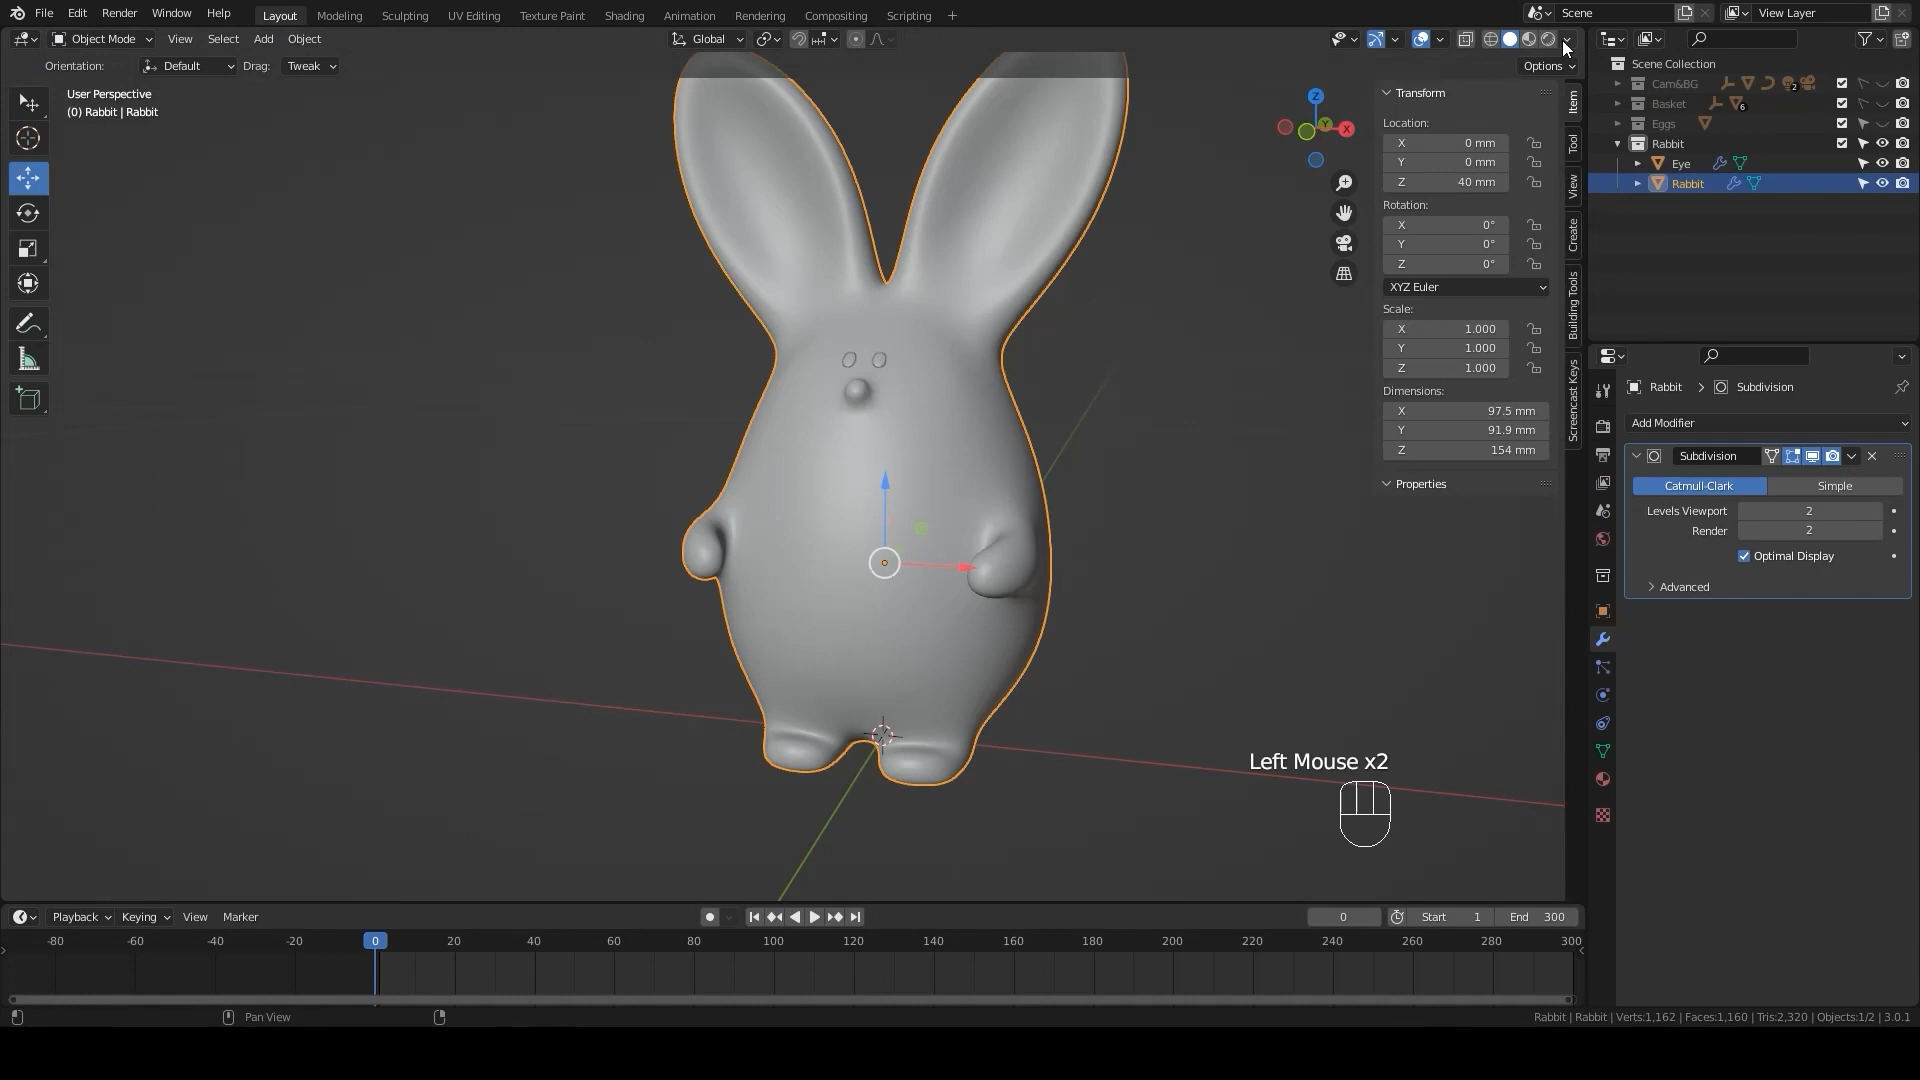 File Edit Render Window Help Layout Modeling Sculpting UV Editing Texture Paint Shading Animation Rendering Compositing Scripting + Scene View Layer
Object Mode View Select Add Object Global
Orientation: Default Drag: Tweak Options
User Perspective
(0) Rabbit | Rabbit
Z
Y
X
Transform
Location:
X 0 mm
Y 0 mm
Z 40 mm
Rotation:
X 0°
Y 0°
Z 0°
XYZ Euler
Scale:
X 1.000
Y 1.000
Z 1.000
Dimensions:
X 97.5 mm
Y 91.9 mm
Z 154 mm
Properties
Item
Tool
View
Create
Building Tools
Screencast Keys
Scene Collection
Cam&BG 2
Basket 6
Eggs
Rabbit
Eye
Rabbit
Rabbit > Subdivision
Add Modifier
Subdivision
Catmull-Clark Simple
Levels Viewport 2
Render 2
Optimal Display
Advanced
Left Mouse x2
Playback Keying View Marker 0 Start 1 End 300
-80 -60 -40 -20 0 20 40 60 80 100 120 140 160 180 200 220 240 260 280 300
Pan View
Rabbit | Rabbit | Verts:1,162 | Faces:1,160 | Tris:2,320 | Objects:1/2 | 3.0.1